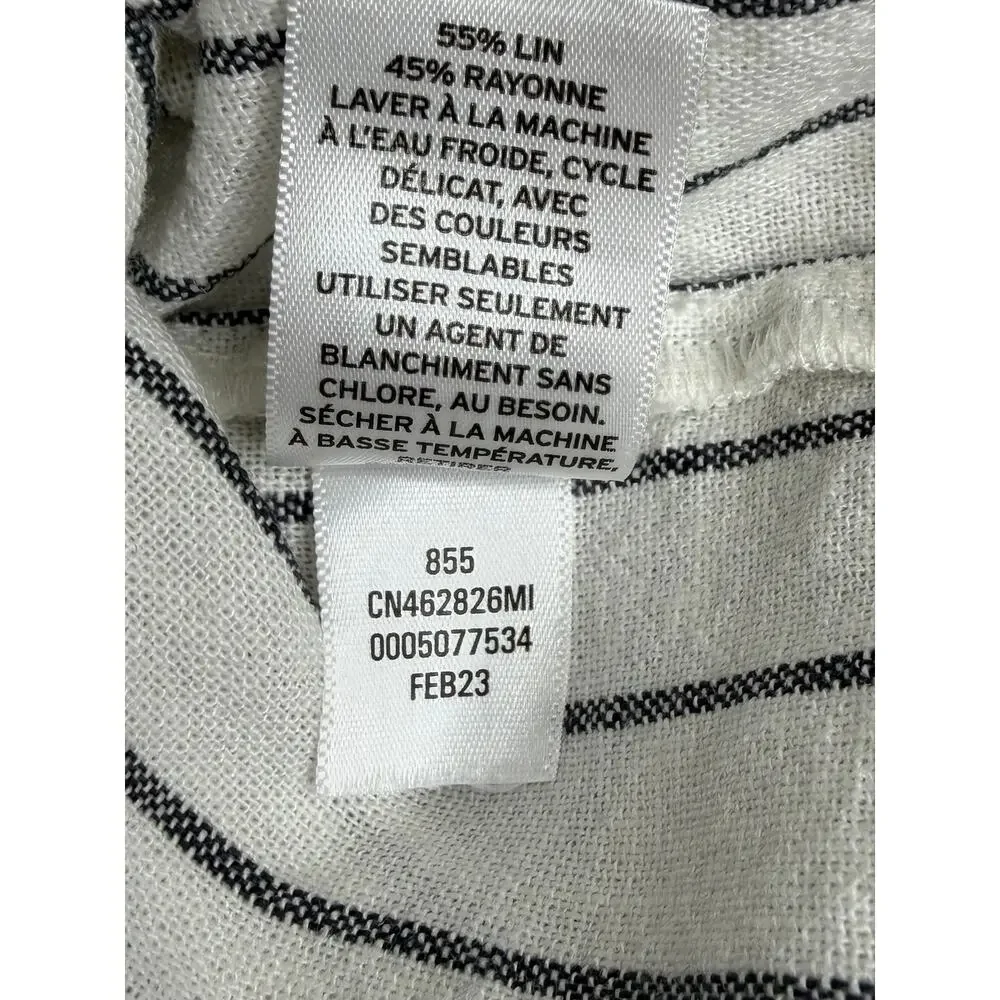 55% LIN
45% RAYONNE
LAVER À LA MACHINE
À L'EAU FROIDE, CYCLE
DÉLICAT, AVEC
DES COULEURS
SEMBLABLES
UTILISER SEULEMENT
UN AGENT DE
BLANCHIMENT SANS
CHLORE, AU BESOIN.
SÉCHER À LA MACHINE
À BASSE TEMPÉRATURE,
RETIRER
855
CN462826MI
0005077534
FEB23